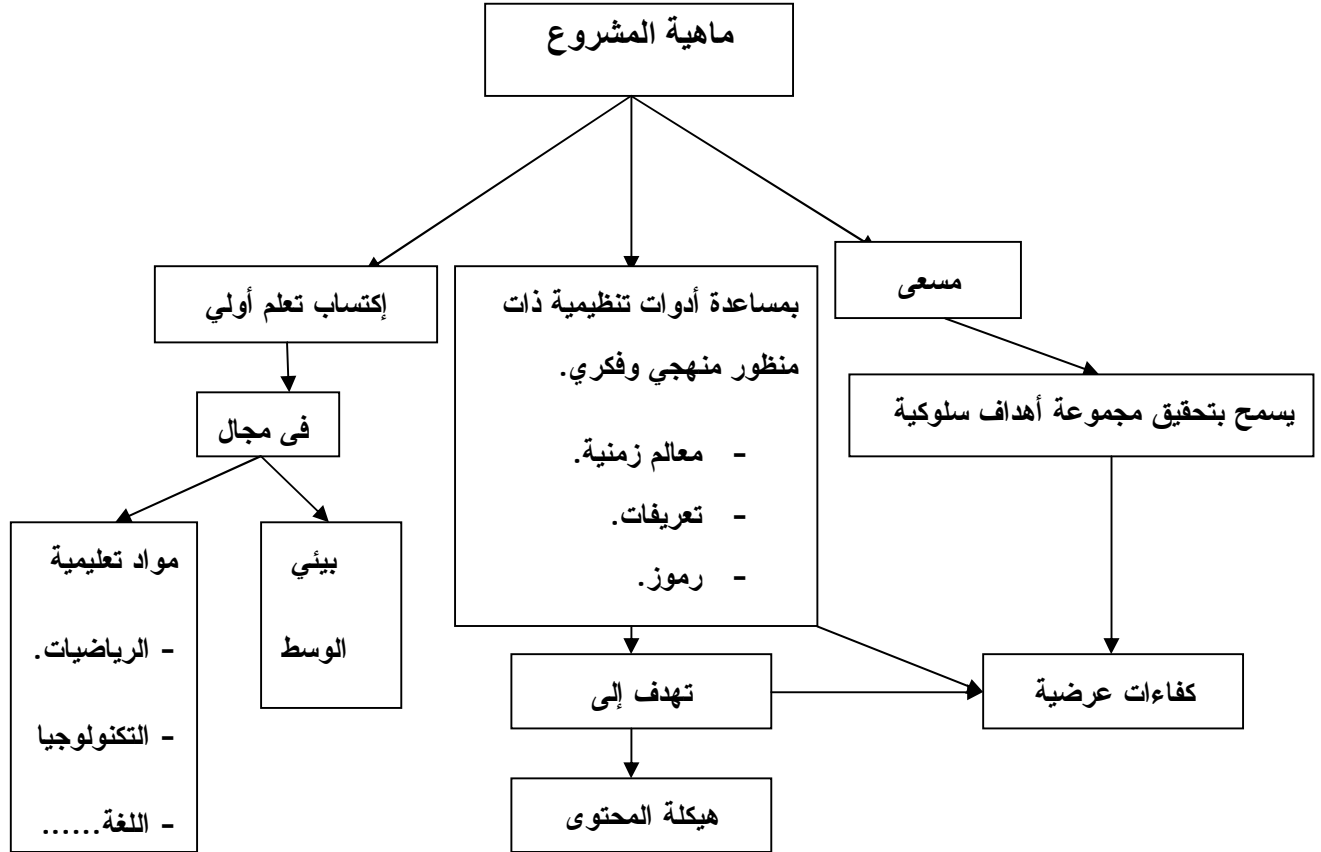 ماهية المشروع
مسعى
بمساعدة أدوات تنظيمية ذات
منظور منهجي وفكري.
- معالم زمنية.
- تعريفات.
- رموز.
إكتساب تعلم أولي
يسمح بتحقيق مجموعة أهداف سلوكية
فى مجال
بيئي
الوسط
مواد تعليمية
- الرياضيات.
- التكنولوجيا
- اللغة......
كفاءات عرضية
تهدف إلى
هيكلة المحتوى